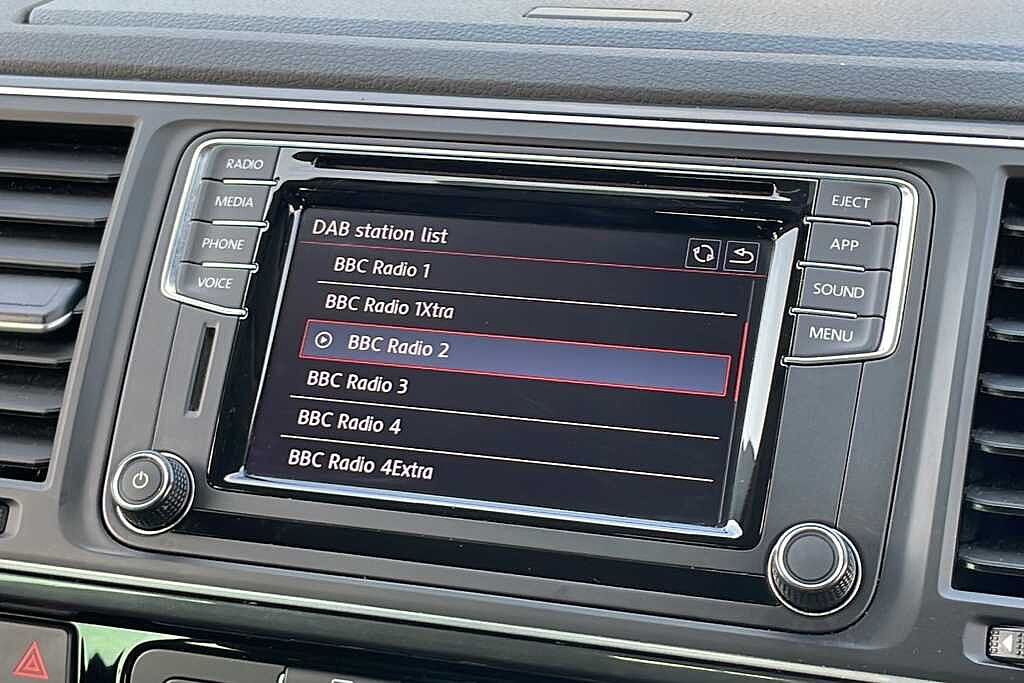 RADIO
MEDIA
PHONE
VOICE
DAB station list
BBC Radio 1
BBC Radio 1Xtra
BBC Radio 2
BBC Radio 3
BBC Radio 4
BBC Radio 4Extra
EJECT
APP
SOUND
MENU